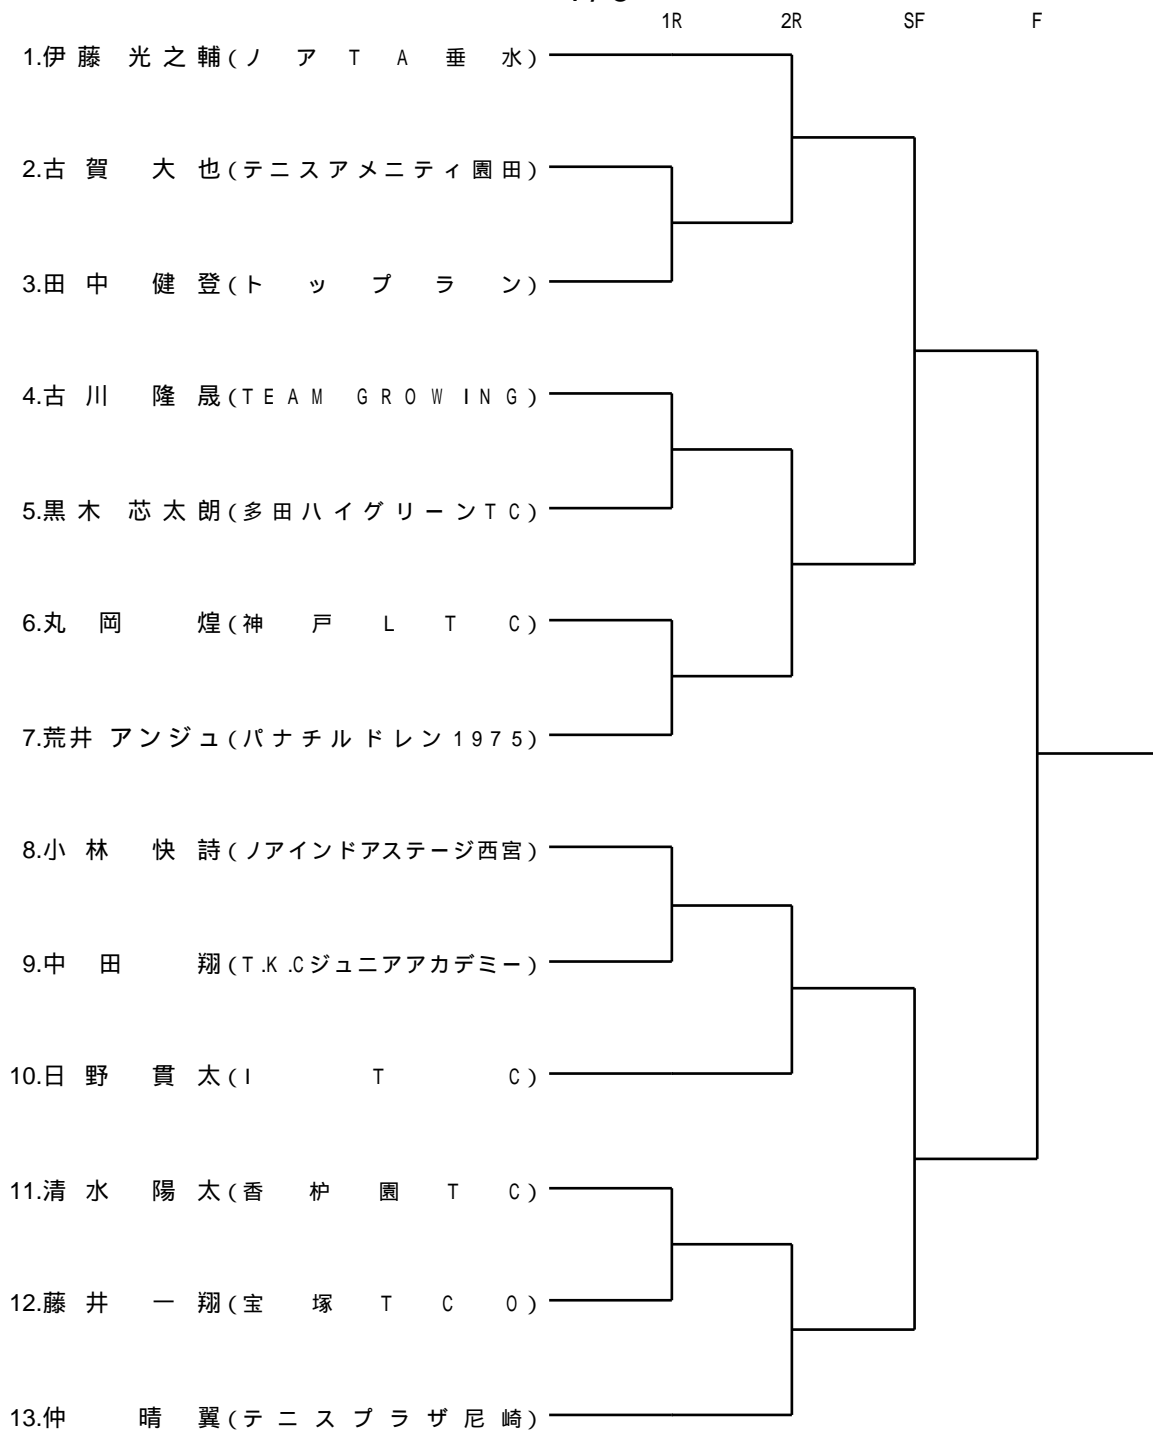 1R 2R SF F
1.伊藤 光之輔(ノアTA垂水)
2.古賀 大也(テニスアメニティ園田)
3.田中 健登(トップラン)
4.古川 隆晟(TEAM GROWING)
5.黒木 芯太朗(多田ハイグリーンTC)
6.丸岡 煌(神戸LTC)
7.荒井 アンジュ(パナチルドレン1975)
8.小林 快詩(ノアインドアステージ西宮)
9.中田 翔(T.K.Cジュニアアカデミー)
10.日野 貫太(ITC)
11.清水 陽太(香枦園TC)
12.藤井 一翔(宝塚TCO)
13.仲 晴翼(テニスプラザ尼崎)